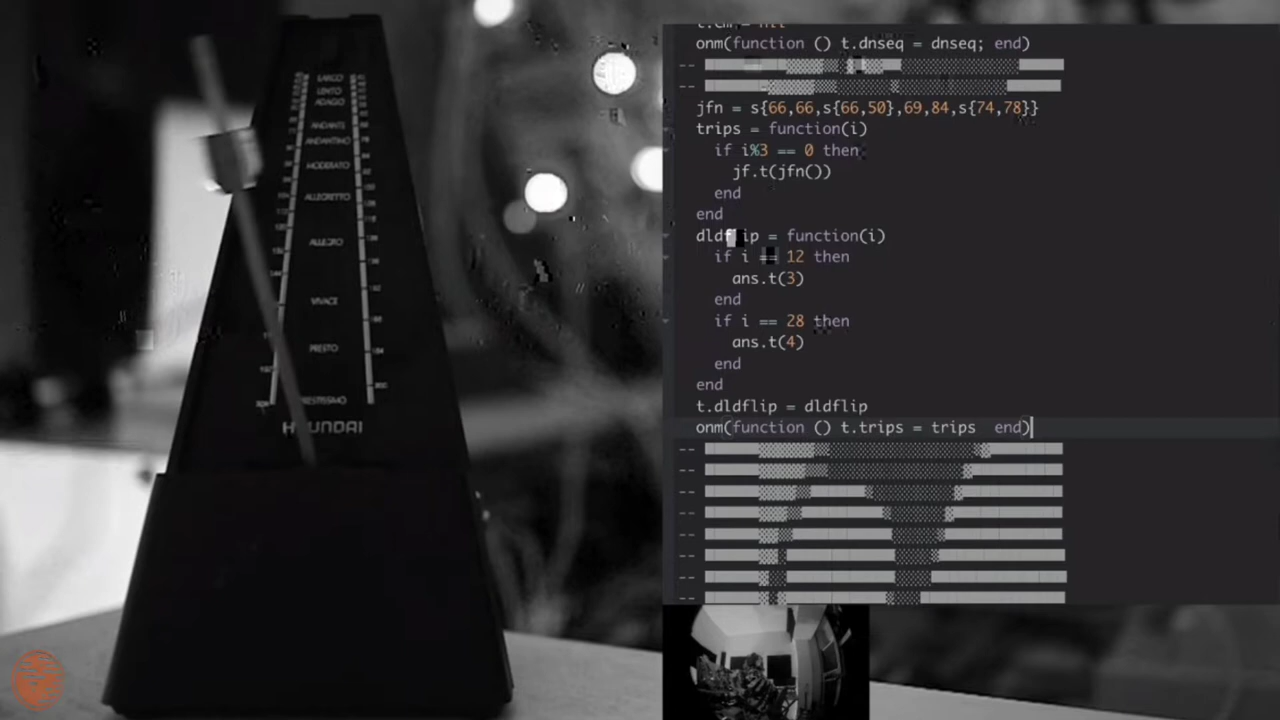 LARGO
LENTO
ADAGIO
ANDANTE
ANDANTINO
MODERATO
ALLEGRETTO
ALLEGRO
VIVACE
PRESTO
PRESTISSIMO
HYUNDAI
onm(function () t.dnseq = dnseq; end)
--
--
jfn = s{66,66,s{66,50},69,84,s{74,78}}
trips = function(i)
if i%3 == 0 then
jf.t(jfn())
end
end
dldflip = function(i)
if i == 12 then
ans.t(3)
end
if i == 28 then
ans.t(4)
end
end
t.dldflip = dldflip
onm(function () t.trips = trips  end)
--
--
--
--
--
--
--
--